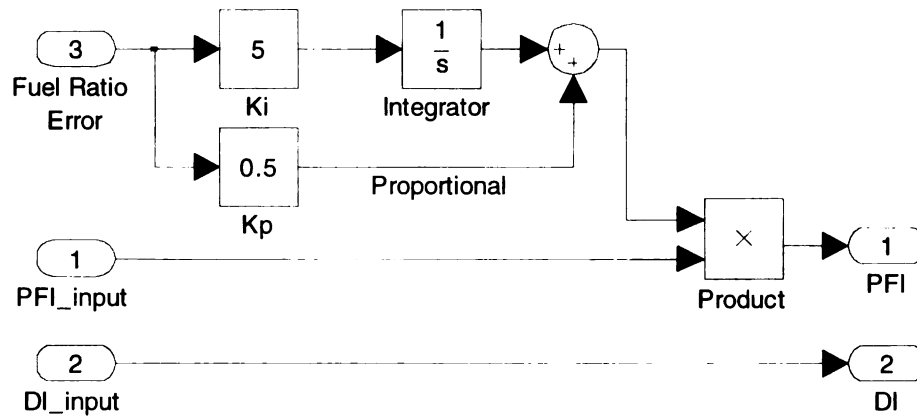 3
Fuel Ratio
Error
5
Ki
1
s
Integrator
+
+
0.5
Kp
Proportional
1
PFI_input
×
Product
1
PFI
2
DI_input
2
DI